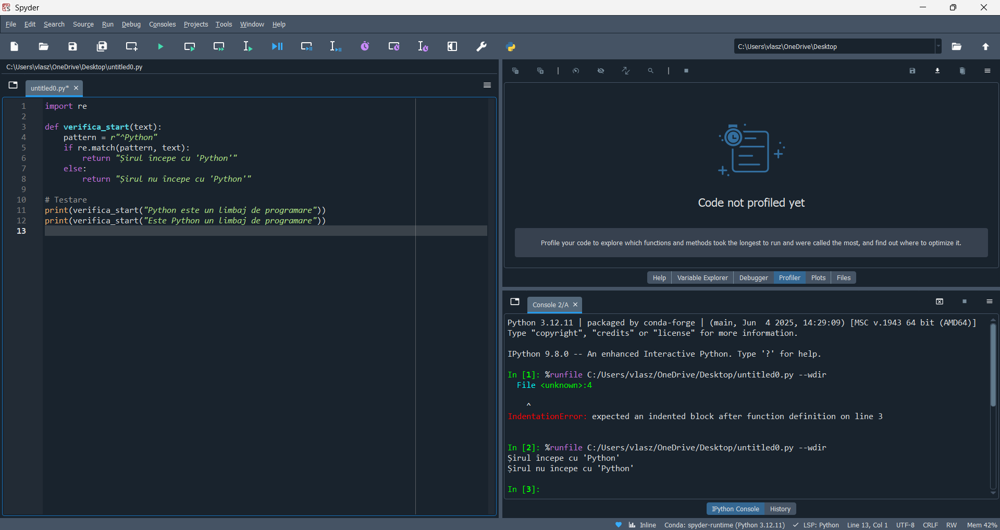 Spyder
File Edit Search Source Run Debug Consoles Projects Tools Window Help
C:\Users\vlasz\OneDrive\Desktop
C:\Users\vlasz\OneDrive\Desktop\untitled0.py
untitled0.py*
1 import re
2
3 def verifica_start(text):
4     pattern = r"^Python"
5     if re.match(pattern, text):
6         return "Șirul începe cu 'Python'"
7     else:
8         return "Șirul nu începe cu 'Python'"
9
10 # Testare
11 print(verifica_start("Python este un limbaj de programare"))
12 print(verifica_start("Este Python un limbaj de programare"))
13
Code not profiled yet
Profile your code to explore which functions and methods took the longest to run and were called the most, and find out where to optimize it.
Help Variable Explorer Debugger Profiler Plots Files
Console 2/A
Python 3.12.11 | packaged by conda-forge | (main, Jun  4 2025, 14:29:09) [MSC v.1943 64 bit (AMD64)]
Type "copyright", "credits" or "license" for more information.
IPython 9.8.0 -- An enhanced Interactive Python. Type '?' for help.
In [1]: %runfile C:/Users/vlasz/OneDrive/Desktop/untitled0.py --wdir
  File <unknown>:4
    ^
IndentationError: expected an indented block after function definition on line 3
In [2]: %runfile C:/Users/vlasz/OneDrive/Desktop/untitled0.py --wdir
Șirul începe cu 'Python'
Șirul nu începe cu 'Python'
In [3]:
IPython Console History
Inline Conda: spyder-runtime (Python 3.12.11) LSP: Python Line 13, Col 1 UTF-8 CRLF RW Mem 42%